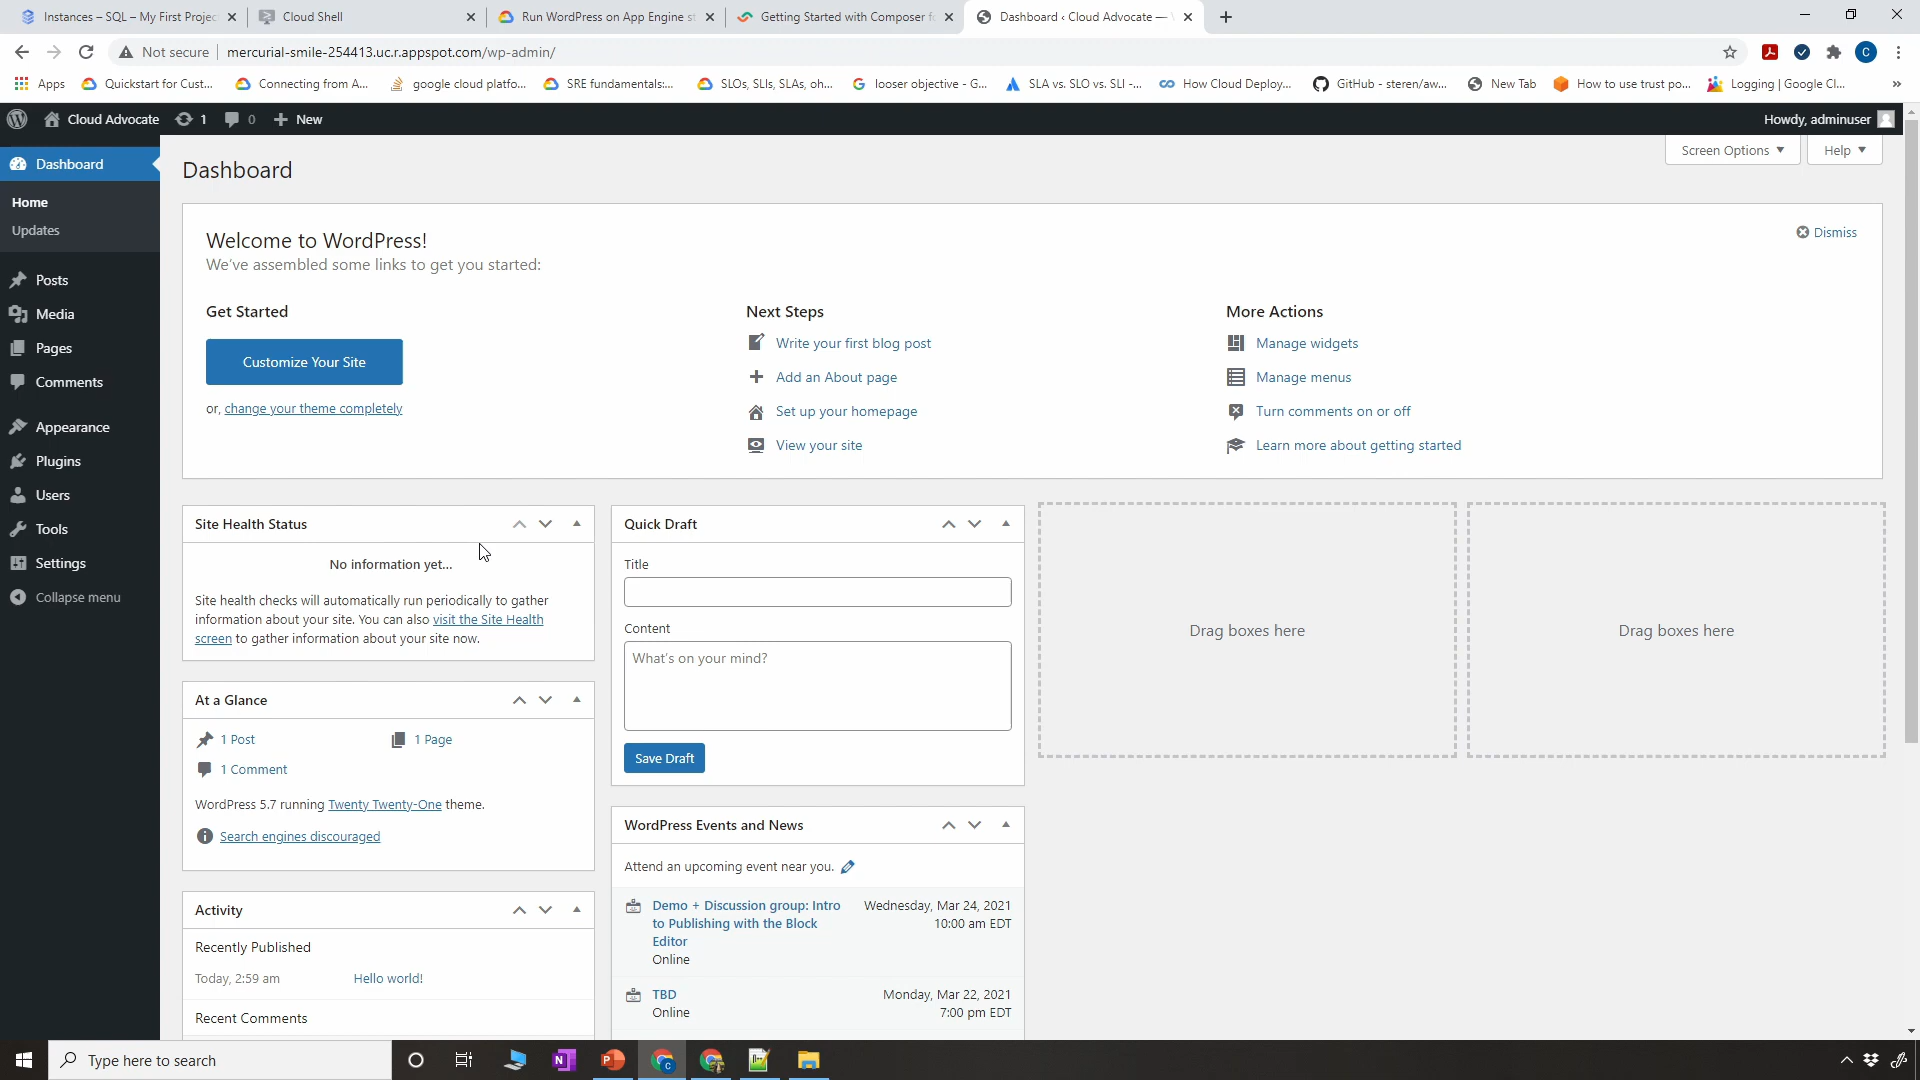 Instances – SQL – My First Projec
Cloud Shell
Run WordPress on App Engine st
Getting Started with Composer f
Dashboard ‹ Cloud Advocate —
Not secure
mercurial-smile-254413.uc.r.appspot.com/wp-admin/
C
Apps
Quickstart for Cust...
Connecting from A...
google cloud platfo...
SRE fundamentals:...
SLOs, SLIs, SLAs, oh...
looser objective - G...
SLA vs. SLO vs. SLI -...
How Cloud Deploy...
GitHub - steren/aw...
New Tab
How to use trust po...
Logging | Google Cl...
»
Cloud Advocate
1
0
New
Howdy, adminuser
Dashboard
Home
Updates
Posts
Media
Pages
Comments
Appearance
Plugins
Users
Tools
Settings
Collapse menu
Dashboard
Screen Options
Help
Welcome to WordPress!
We've assembled some links to get you started:
Dismiss
Get Started
Customize Your Site
or, change your theme completely
Next Steps
Write your first blog post
Add an About page
Set up your homepage
View your site
More Actions
Manage widgets
Manage menus
Turn comments on or off
Learn more about getting started
Site Health Status
No information yet...
Site health checks will automatically run periodically to gather
information about your site. You can also visit the Site Health
screen to gather information about your site now.
At a Glance
1 Post
1 Page
1 Comment
WordPress 5.7 running Twenty Twenty-One theme.
Search engines discouraged
Activity
Recently Published
Today, 2:59 am
Hello world!
Recent Comments
Quick Draft
Title
Content
What's on your mind?
Save Draft
WordPress Events and News
Attend an upcoming event near you.
Demo + Discussion group: Intro
to Publishing with the Block
Editor
Online
Wednesday, Mar 24, 2021
10:00 am EDT
TBD
Online
Monday, Mar 22, 2021
7:00 pm EDT
Drag boxes here
Drag boxes here
Type here to search